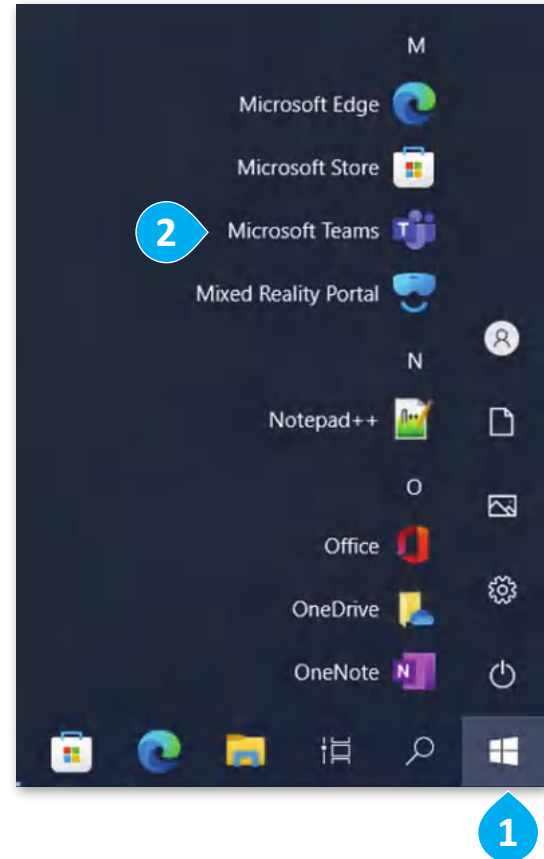 M
Microsoft Edge
Microsoft Store
2
Microsoft Teams
T
Mixed Reality Portal
N
Notepad++
O
Office
OneDrive
OneNote
N
1